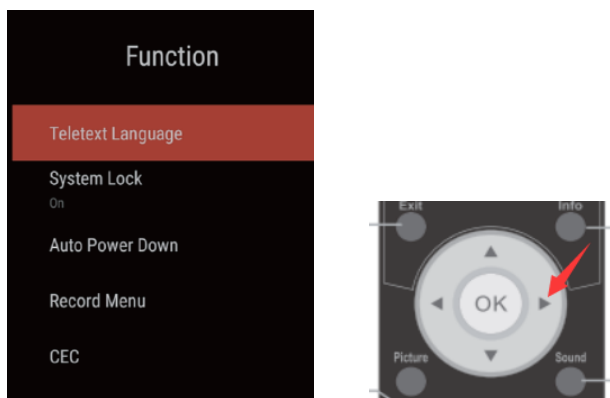 Function
Teletext Language
System Lock
On
Auto Power Down
Record Menu
CEC
Exit
Info
OK
Picture
Sound